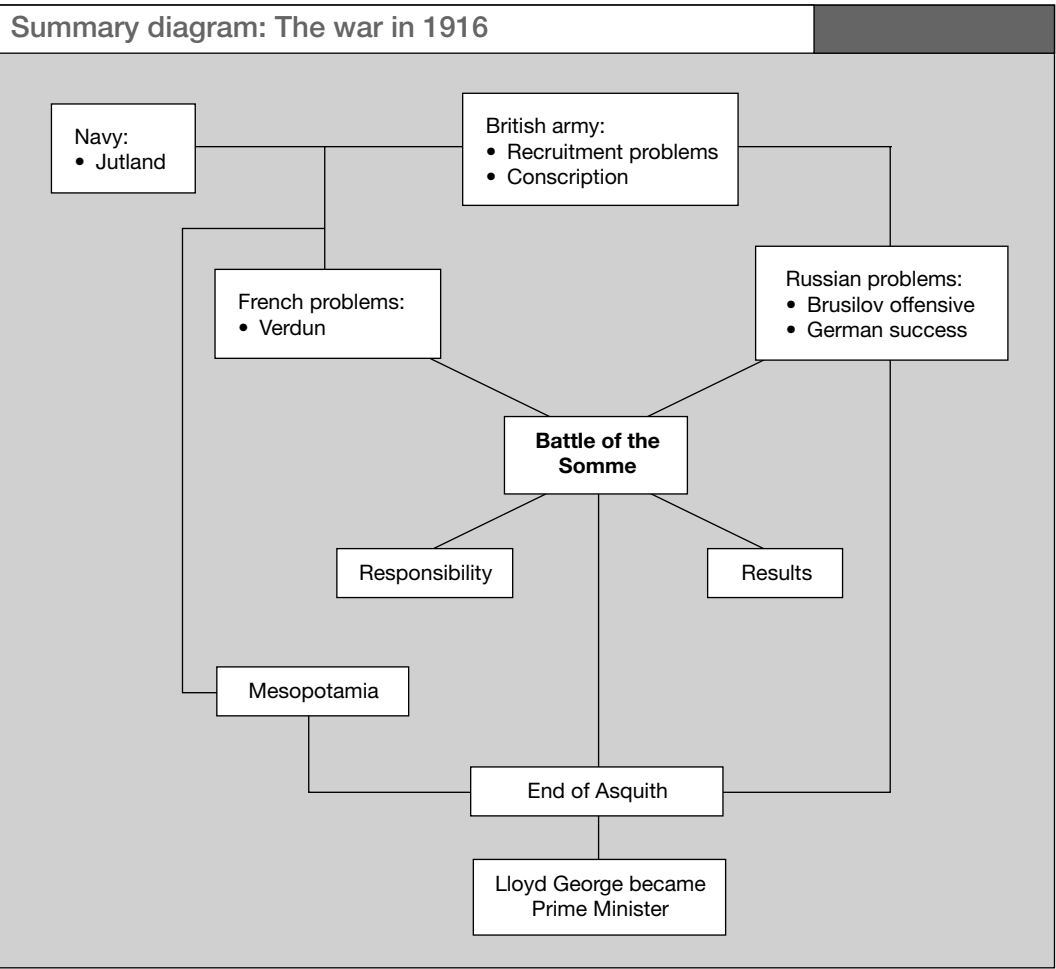 Summary diagram: The war in 1916
Navy:
• Jutland
British army:
• Recruitment problems
• Conscription
French problems:
• Verdun
Russian problems:
• Brusilov offensive
• German success
Battle of the
Somme
Responsibility
Results
Mesopotamia
End of Asquith
Lloyd George became
Prime Minister